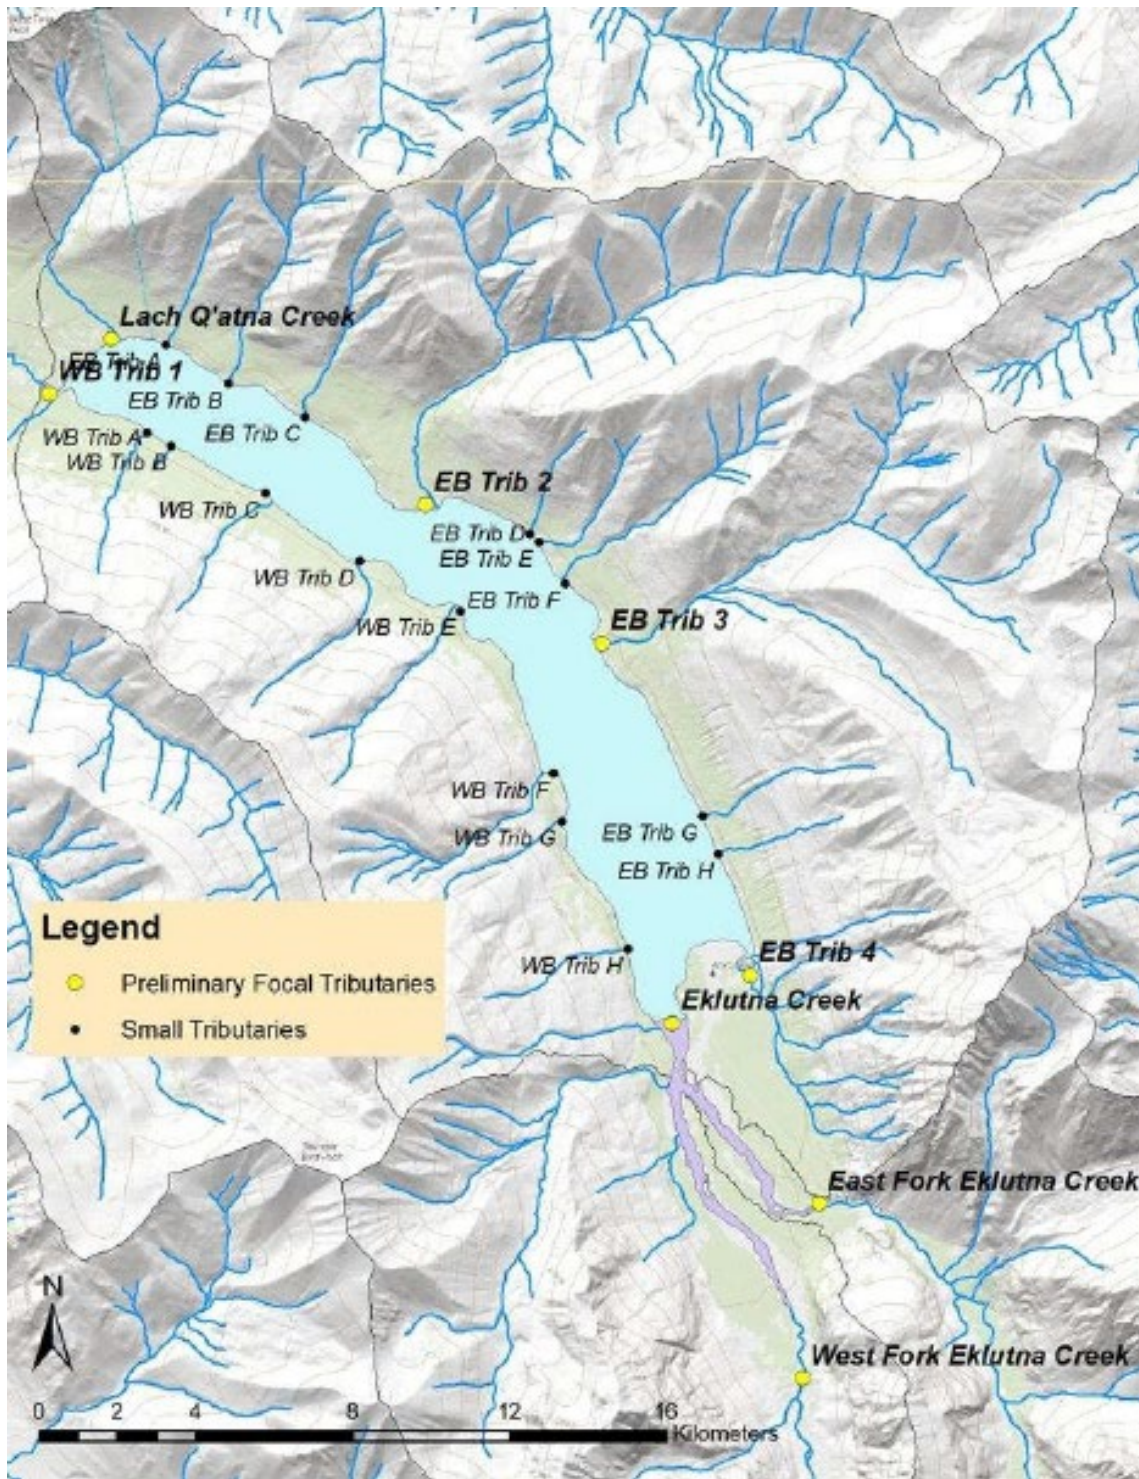 Lach Q'atna Creek
EB Trib A
WB Trib 1
EB Trib B
EB Trib C
WB Trib A
WB Trib B
EB Trib 2
WB Trib C
EB Trib D
EB Trib E
WB Trib D
EB Trib F
WB Trib E
EB Trib 3
WB Trib F
WB Trib G
EB Trib G
EB Trib H
Legend
Preliminary Focal Tributaries
Small Tributaries
WB Trib H
EB Trib 4
Eklutna Creek
East Fork Eklutna Creek
West Fork Eklutna Creek
N
0 2 4 8 12 16
Kilometers